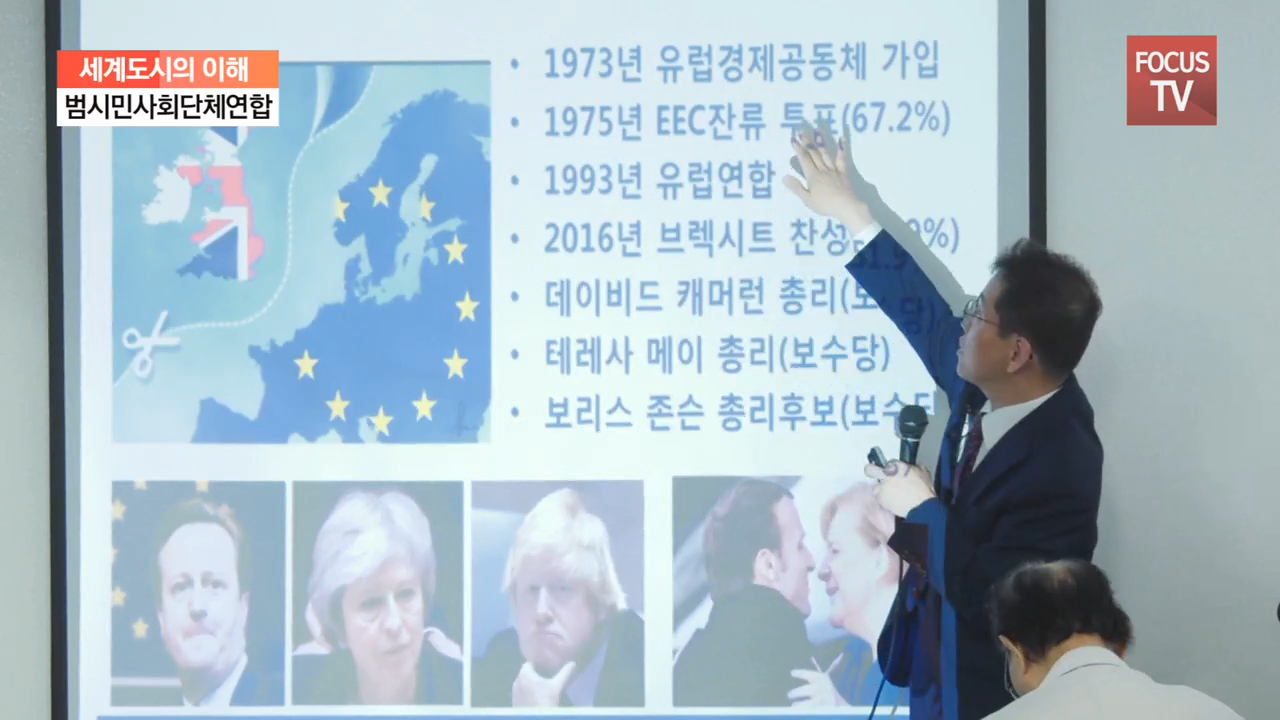 세계도시의 이해
범시민사회단체연합
FOCUS
TV
• 1973년 유럽경제공동체 가입
• 1975년 EEC잔류 투표(67.2%)
• 1993년 유럽연합
• 2016년 브렉시트 찬성 1.9%)
• 데이비드 캐머런 총리(보 당)
• 테레사 메이 총리(보수당)
• 보리스 존슨 총리후보(보수당